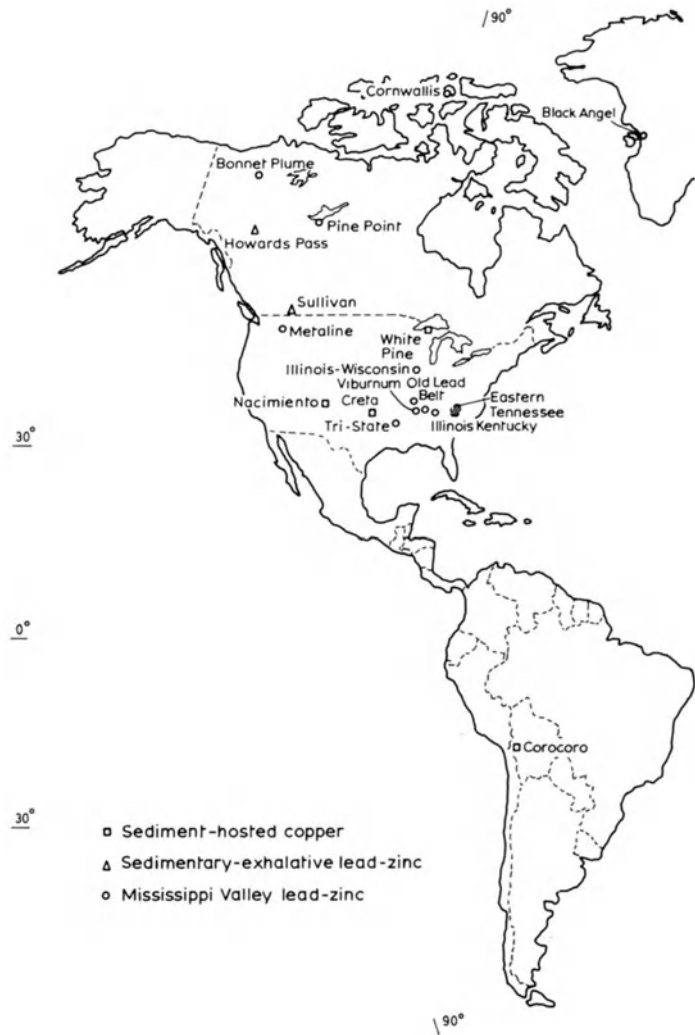 90°
Cornwallis
Black Angel
Bonnet Plume
Pine Point
Howards Pass
Sullivan
Metaline
White
Pine
Illinois-Wisconsin
Viburnum Old Lead
Belt
Eastern
Tennessee
Nacimiento
Creta
Tri-State
Illinois Kentucky
30°
0°
Corocoro
30°
Sediment-hosted copper
Sedimentary-exhalative lead-zinc
Mississippi Valley lead-zinc
90°